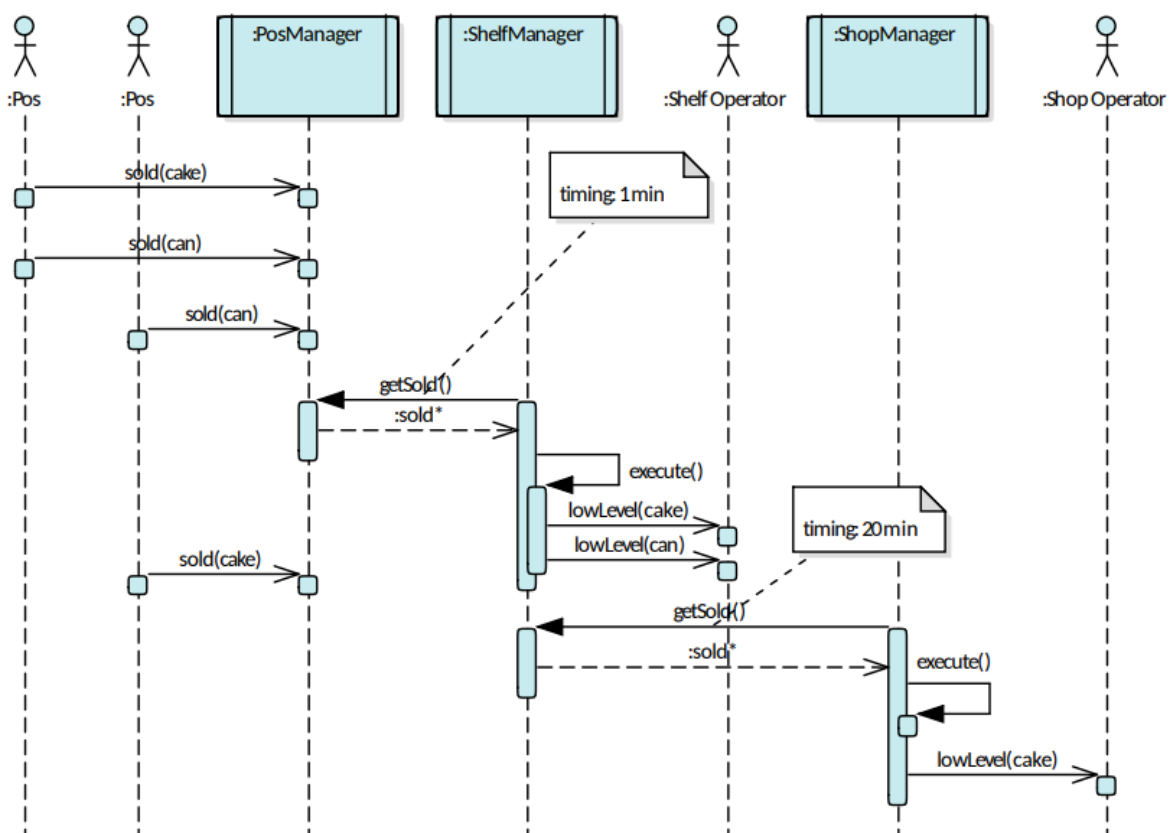 :Pos
:Pos
:PosManager
:ShelfManager
:Shelf Operator
:ShopManager
:Shop Operator
sold(cake)
timing: 1min
sold(can)
sold(can)
getSold()
:sold*
execute()
lowLevel(cake)
timing: 20min
lowLevel(can)
sold(cake)
getSold()
:sold*
execute()
lowLevel(cake)